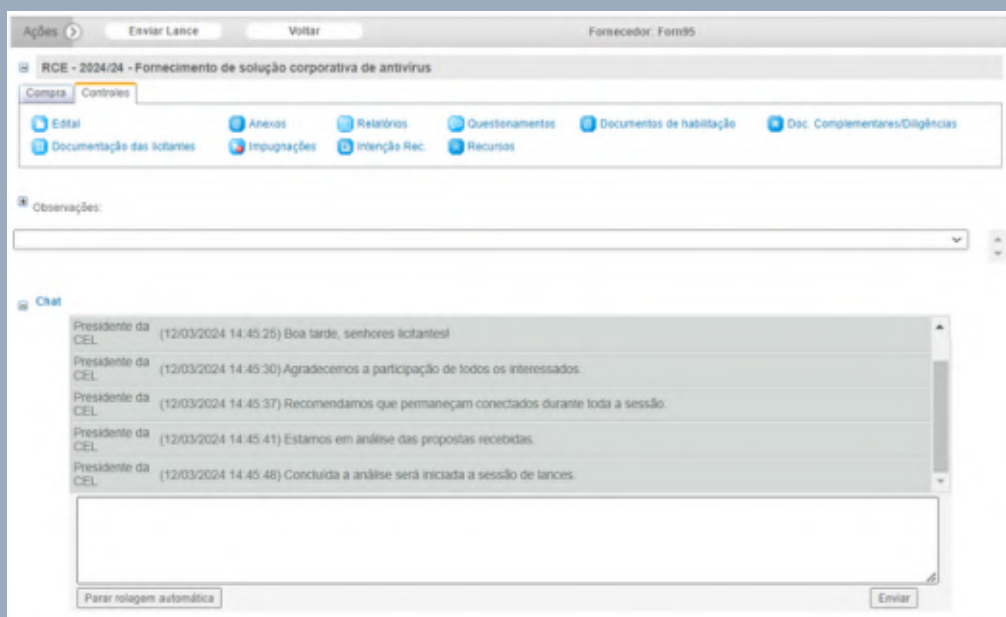 Ações Enviar Lance Voltar Fornecedor: Forn95
RCE - 2024/24 - Fornecimento de solução corporativa de antivírus
Compra Controles
Edital Anexos Relatórios Questionamentos Documentos de habilitação Doc. Complementares/Diligências
Documentação das licitantes Impugnações Intenção Rec. Recursos
Observações:
Chat
Presidente da CEL (12/03/2024 14:45:25) Boa tarde, senhores licitantes!
Presidente da CEL (12/03/2024 14:45:30) Agradecemos a participação de todos os interessados.
Presidente da CEL (12/03/2024 14:45:37) Recomendamos que permaneçam conectados durante toda a sessão.
Presidente da CEL (12/03/2024 14:45:41) Estamos em análise das propostas recebidas.
Presidente da CEL (12/03/2024 14:45:48) Concluída a análise será iniciada a sessão de lances.
Parar rolagem automática Enviar